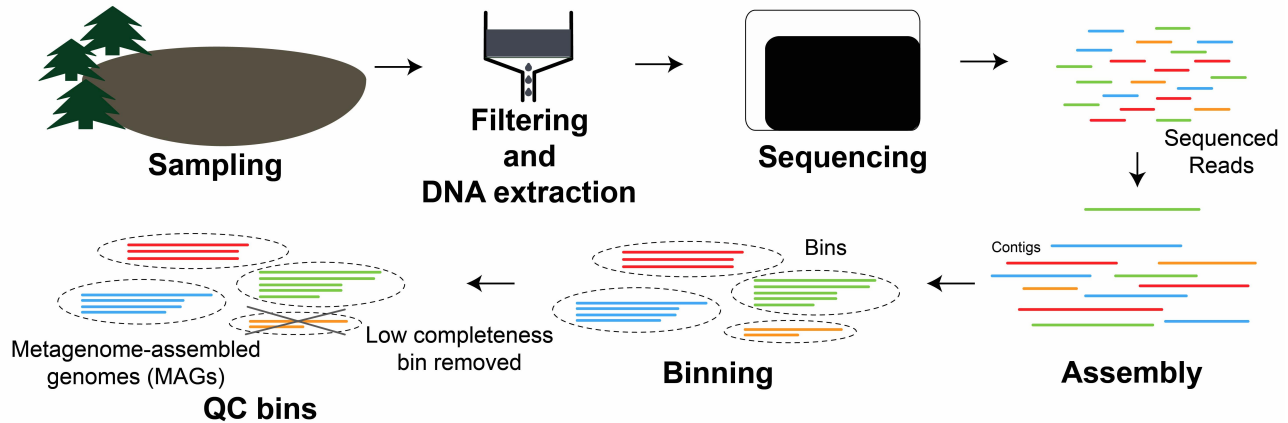 Sampling
Filtering
and
DNA extraction
Sequencing
Sequenced
Reads
Contigs
Assembly
Bins
Binning
Low completeness
bin removed
Metagenome-assembled
genomes (MAGs)
QC bins